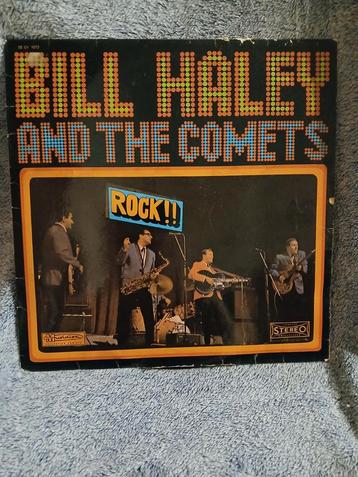 BILL HALEY
AND THE COMETS
ROCK!!
STEREO